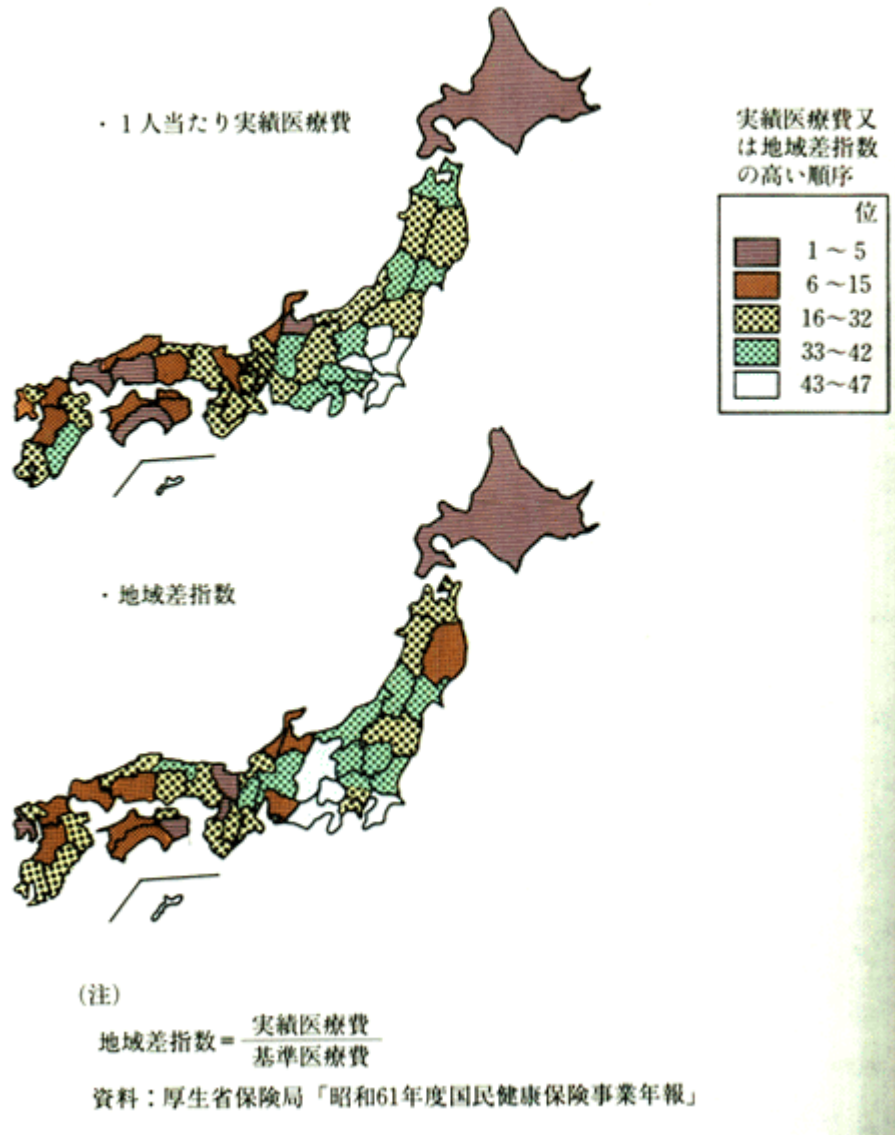 ・1人当たり実績医療費
実績医療費又
は地域差指数
の高い順序
位
1〜5
6〜15
16〜32
33〜42
43〜47
・地域差指数
(注)
地域差指数=実績医療費
基準医療費
資料:厚生省保険局「昭和61年度国民健康保険事業年報」